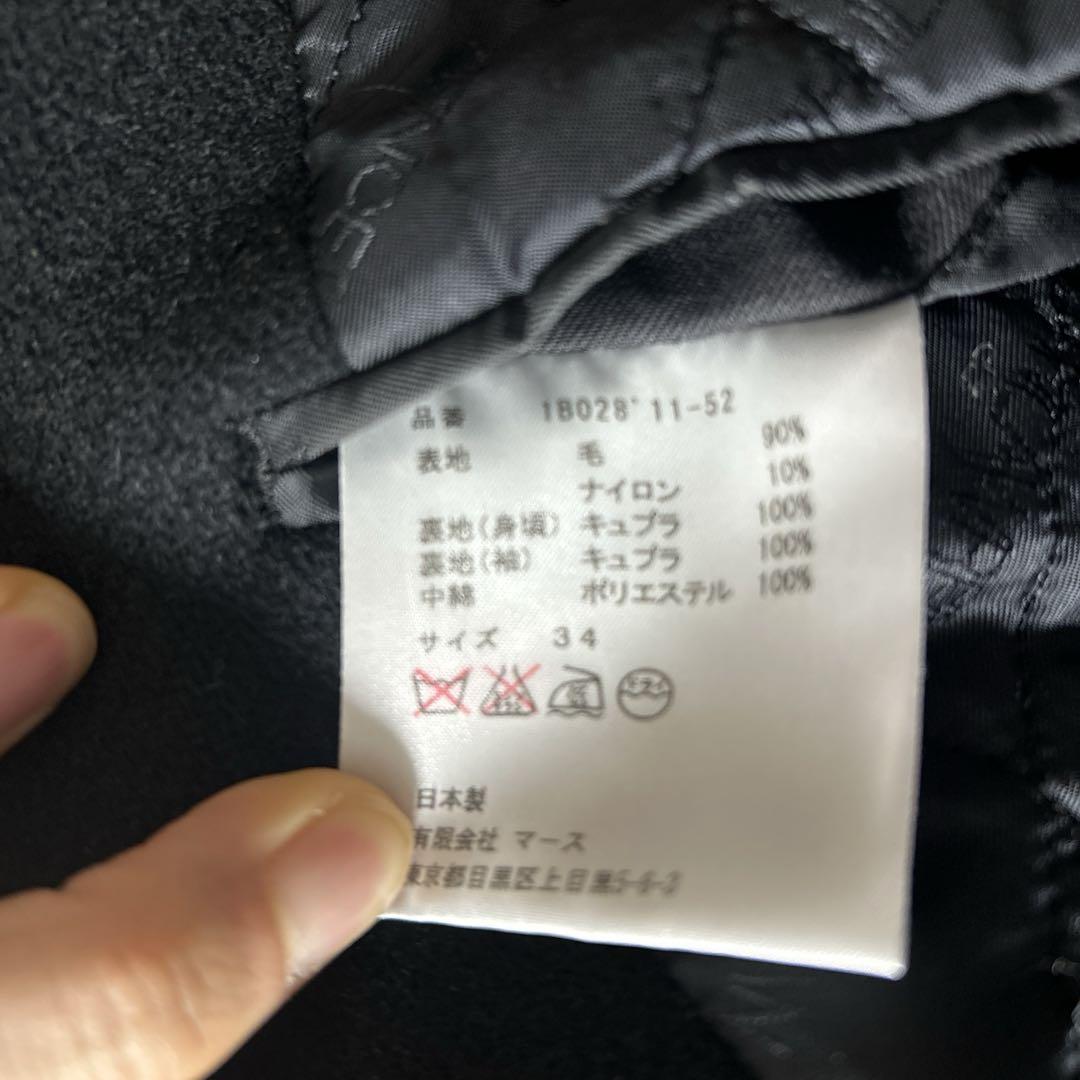 品番 1B028'11-52
表地 毛 90%
ナイロン 10%
裏地(身頃) キュプラ 100%
裏地(袖) キュプラ 100%
中綿 ポリエステル 100%
サイズ 34
日本製
有限会社 マース
東京都目黒区上目黒5-6-3